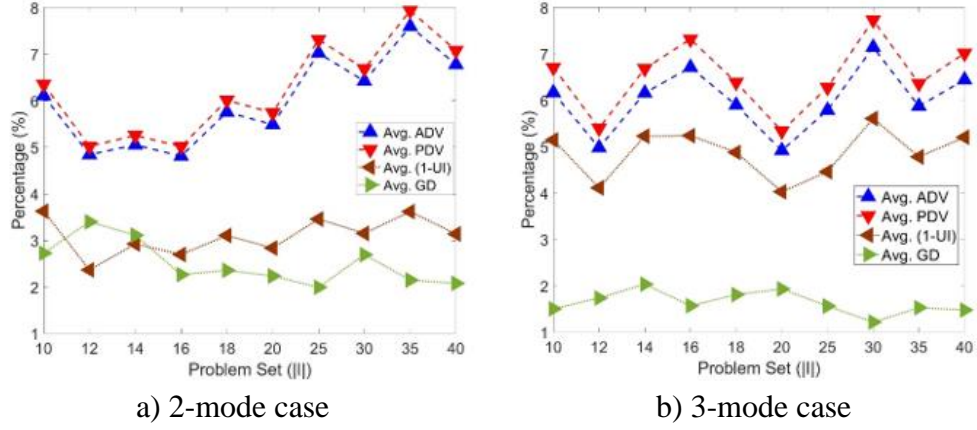 8
7
6
5
4
3
2
1
Percentage (%)
10 12 14 16 18 20 25 30 35 40
Problem Set (|I|)
Avg. ADV
Avg. PDV
Avg. (1-UI)
Avg. GD
a) 2-mode case
8
7
6
5
4
3
2
1
Percentage (%)
10 12 14 16 18 20 25 30 35 40
Problem Set (|I|)
Avg. ADV
Avg. PDV
Avg. (1-UI)
Avg. GD
b) 3-mode case